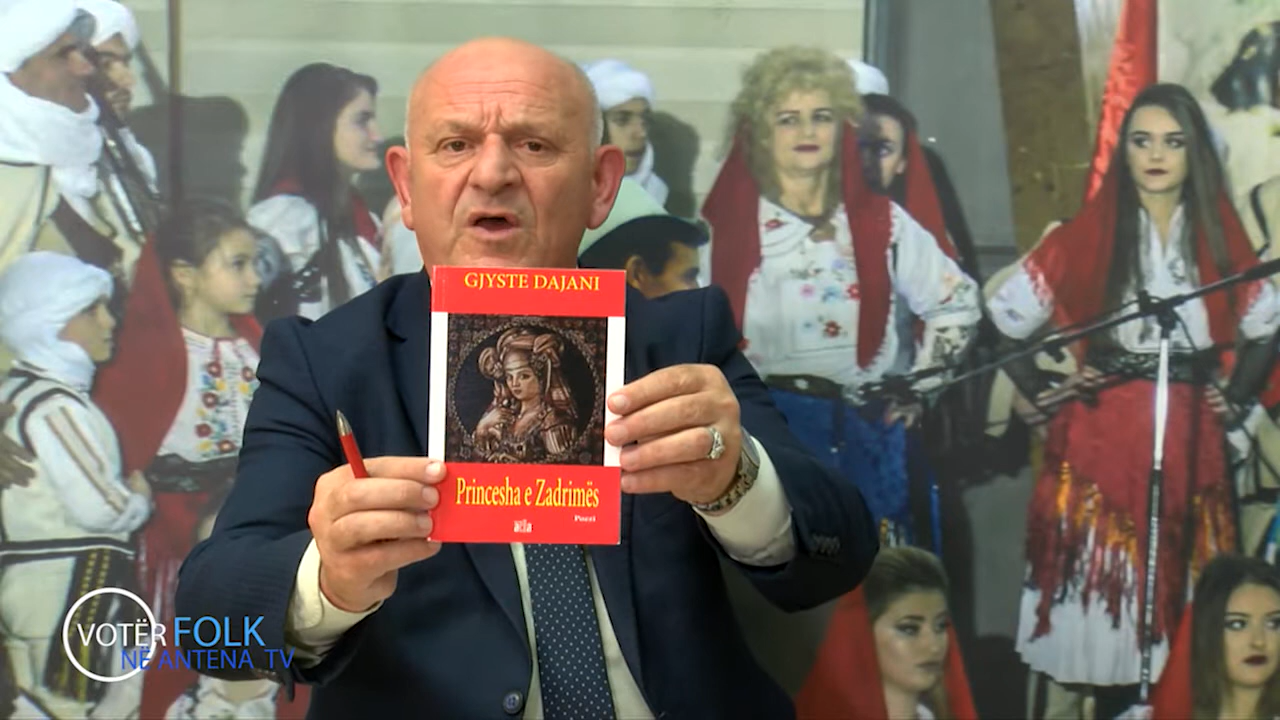 GJYSTE DAJANI
Princesha e Zadrimës
Poezi
VOTËR FOLK
NË ANTENA TV